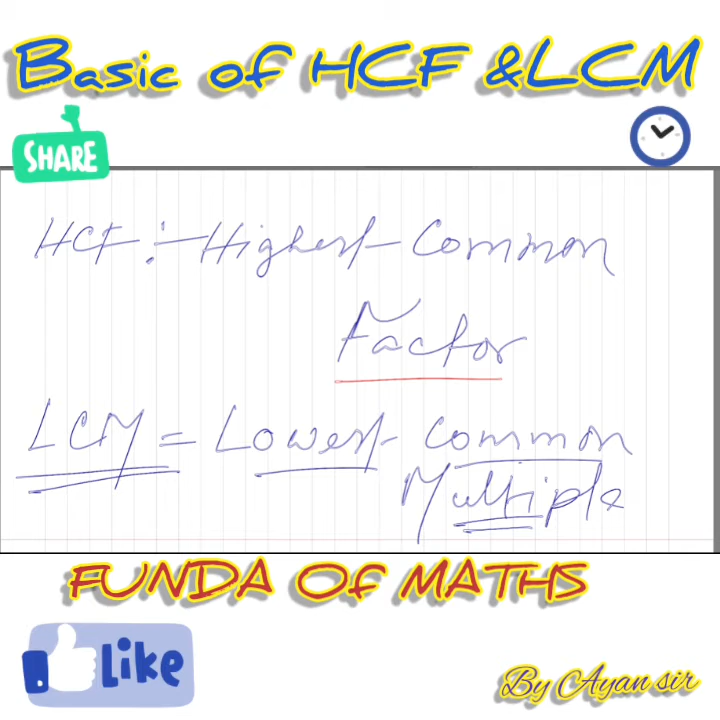 Basic of HCF & LCM
SHARE
HCF :- Highest Common
Factor
LCM = Lowest Common
Multiple
FUNDA OF MATHS
Like
By Ayan sir